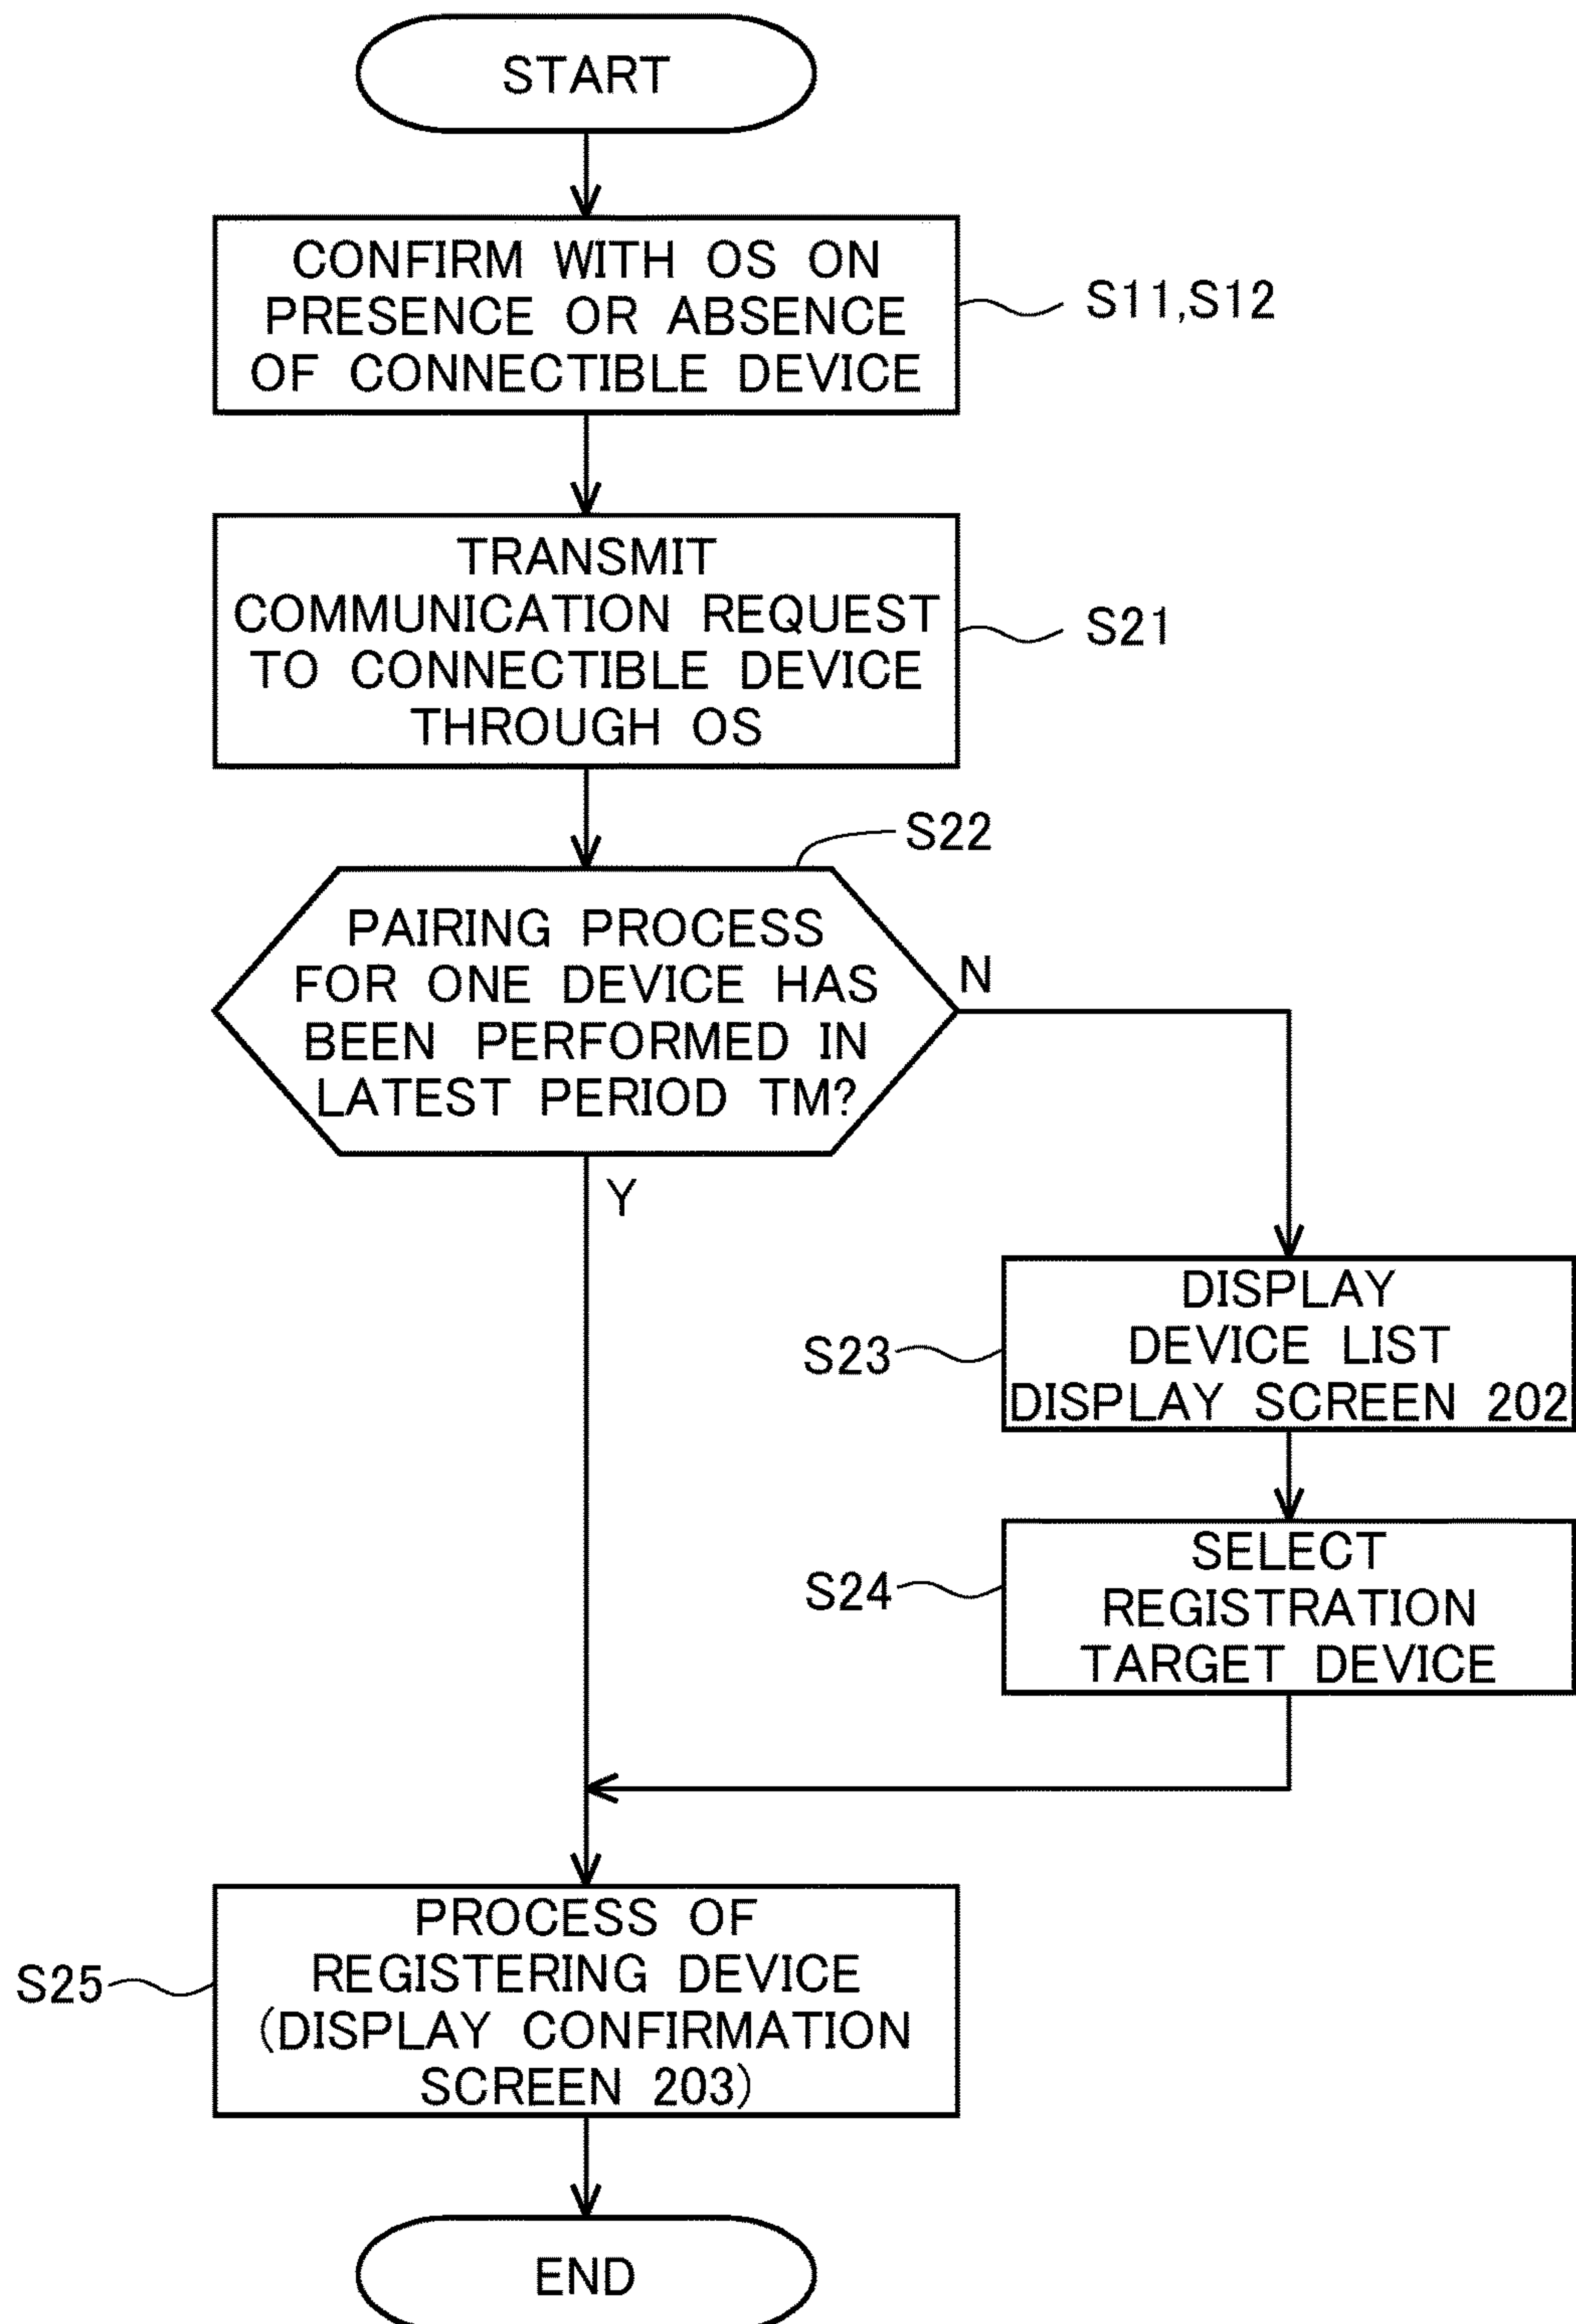 START
CONFIRM WITH OS ON
PRESENCE OR ABSENCE
OF CONNECTIBLE DEVICE
S11,S12
TRANSMIT
COMMUNICATION REQUEST
TO CONNECTIBLE DEVICE
THROUGH OS
S21
S22
PAIRING PROCESS
FOR ONE DEVICE HAS
BEEN PERFORMED IN
LATEST PERIOD TM?
N
Y
DISPLAY
DEVICE LIST
DISPLAY SCREEN 202
S23
SELECT
REGISTRATION
TARGET DEVICE
S24
PROCESS OF
REGISTERING DEVICE
(DISPLAY CONFIRMATION
SCREEN 203)
S25
END